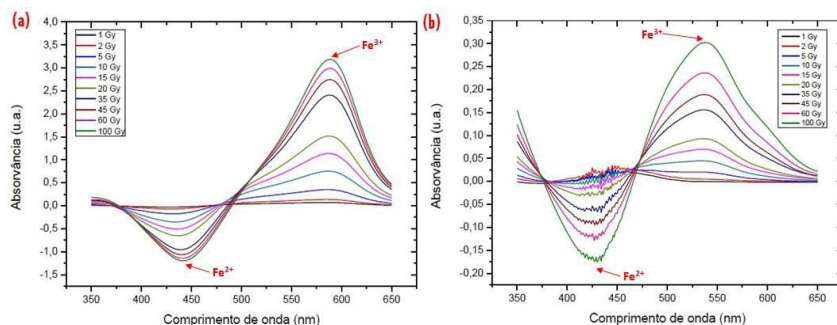 (a)
4,0
3,5
3,0
2,5
2,0
1,5
1,0
0,5
0,0
-0,5
-1,0
-1,5
Absorvância (u.a.)
1 Gy
2 Gy
5 Gy
10 Gy
15 Gy
20 Gy
35 Gy
45 Gy
60 Gy
100 Gy
Fe3+
Fe2+
350 400 450 500 550 600 650
Comprimento de onda (nm)
(b)
0,35
0,30
0,25
0,20
0,15
0,10
0,05
0,00
-0,05
-0,10
-0,15
-0,20
Absorvância (u.a.)
Fe3+
1 Gy
2 Gy
5 Gy
10 Gy
15 Gy
20 Gy
35 Gy
45 Gy
60 Gy
100 Gy
Fe2+
350 400 450 500 550 600 650
Comprimento de onda (nm)